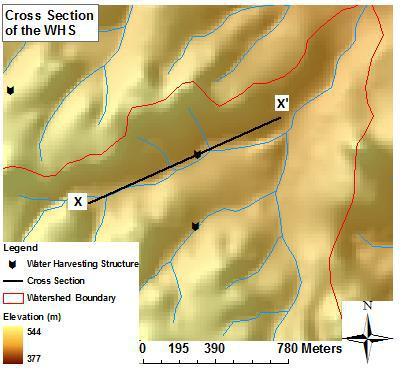 Cross Section
of the WHS
X'
X
Legend
Water Harvesting Structure
Cross Section
Watershed Boundary
Elevation (m)
544
377
N
0 195 390 780 Meters